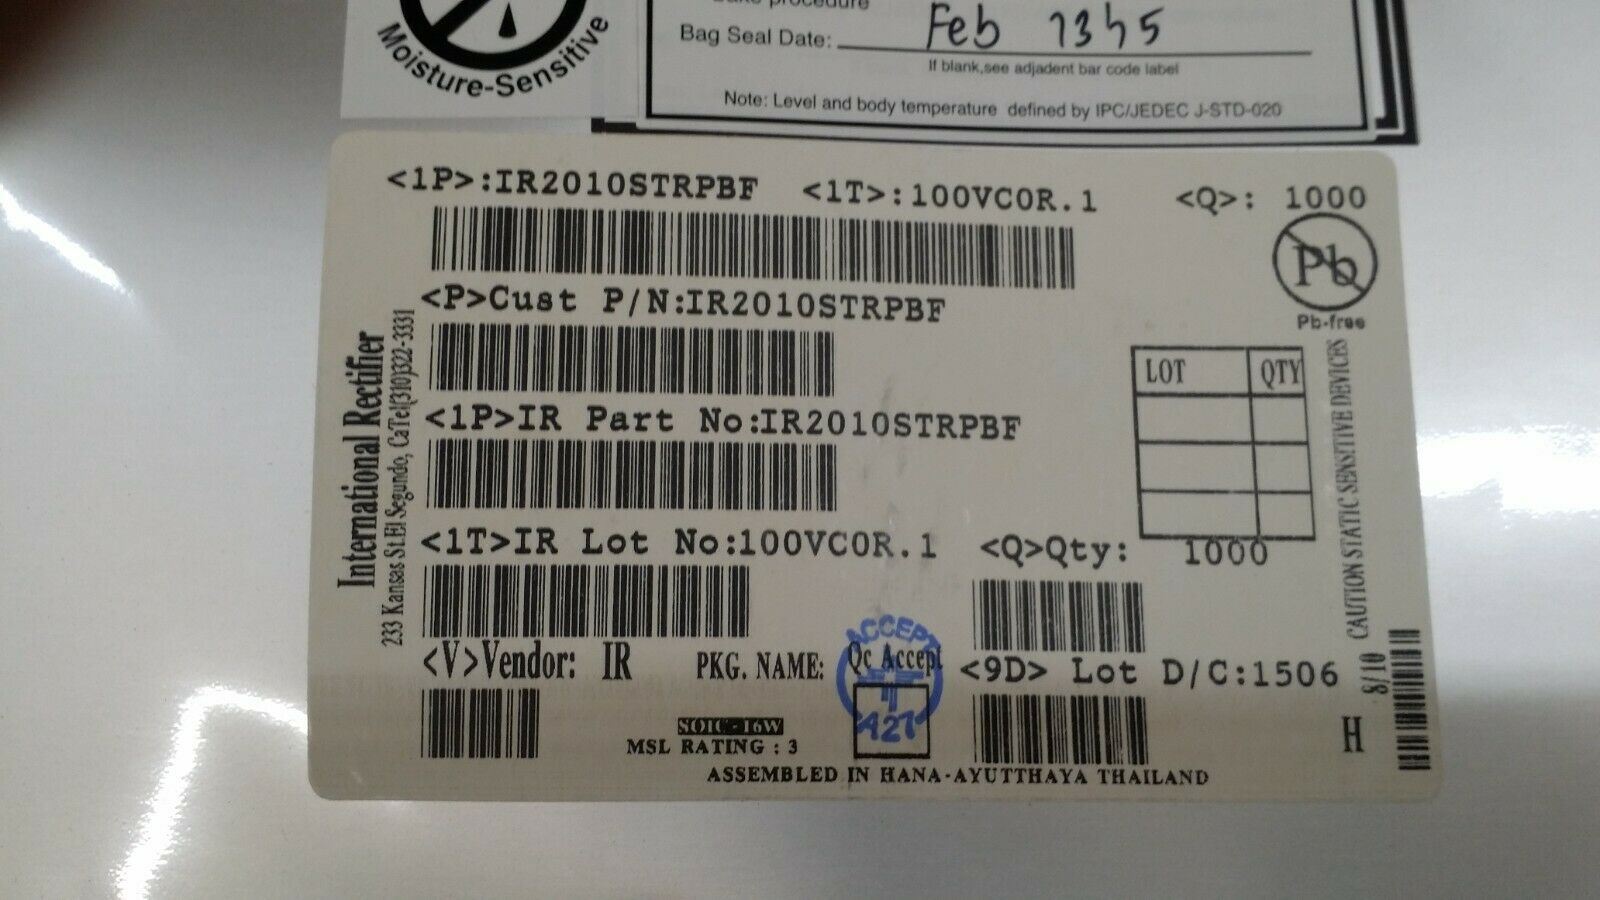 Moisture-Sensitive
procedure
Bag Seal Date: Feb
If blank,see adjadent bar code label
Note: Level and body temperature defined by IPC/JEDEC J-STD-020
<1P>:IR2010STRPBF <1T>:100VC0R.1 <Q>: 1000
Pb
Pb-free
<P>Cust P/N:IR2010STRPBF
<1P>IR Part No:IR2010STRPBF
LOT QTY
<1T>IR Lot No:100VC0R.1 <Q>Qty: 1000
<V>Vendor: IR PKG. NAME: Qc Accept <9D> Lot D/C:1506
ACCEPT
427
SOIC-16W
MSL RATING : 3
ASSEMBLED IN HANA-AYUTTHAYA THAILAND
International Rectifier
233 Kansas St.El Segundo, CaTel(310)322-3331
CAUTION STATIC SENSITIVE DEVICES
8/10
H